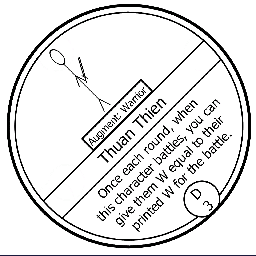 Augment: Warrior
Thuan Thien
Once each round, when
this character battles, you can
give them W equal to their
printed W for the battle.
D
3